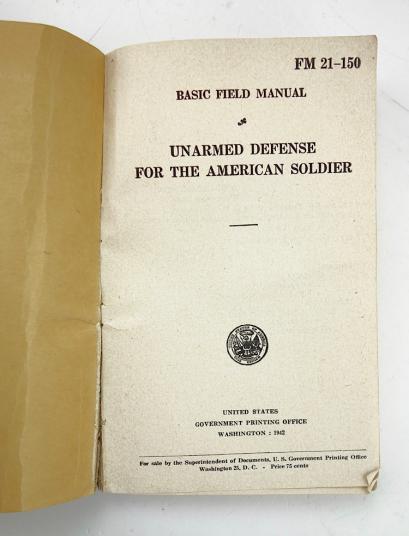 FM 21–150
BASIC FIELD MANUAL
UNARMED DEFENSE
FOR THE AMERICAN SOLDIER
UNITED STATES
GOVERNMENT PRINTING OFFICE
WASHINGTON : 1942
For sale by the Superintendent of Documents, U. S. Government Printing Office
Washington 25, D. C. - Price 75 cents